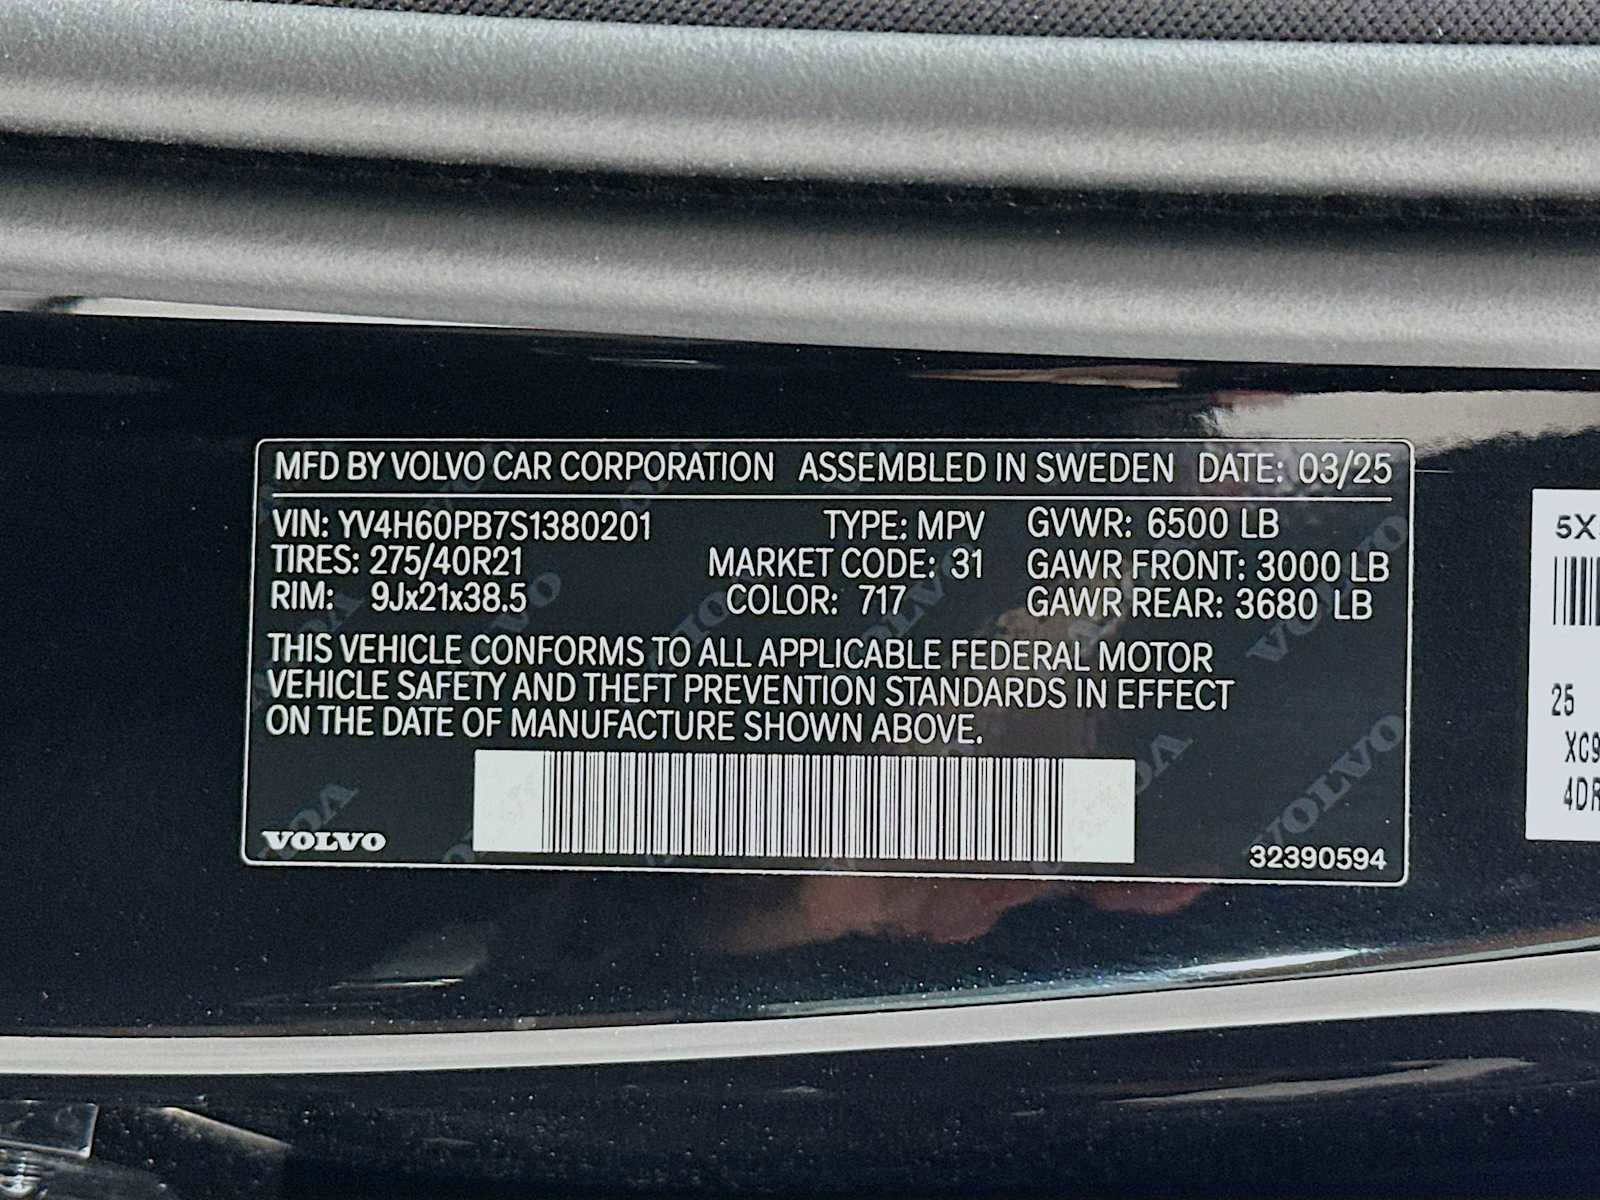 MFD BY VOLVO CAR CORPORATION ASSEMBLED IN SWEDEN DATE: 03/25
VIN: YV4H60PB7S1380201 TYPE: MPV GVWR: 6500 LB
TIRES: 275/40R21 MARKET CODE: 31 GAWR FRONT: 3000 LB
RIM: 9Jx21x38.5 COLOR: 717 GAWR REAR: 3680 LB
THIS VEHICLE CONFORMS TO ALL APPLICABLE FEDERAL MOTOR
VEHICLE SAFETY AND THEFT PREVENTION STANDARDS IN EFFECT
ON THE DATE OF MANUFACTURE SHOWN ABOVE.
VOLVO
32390594
5X
25
XC9
4DR